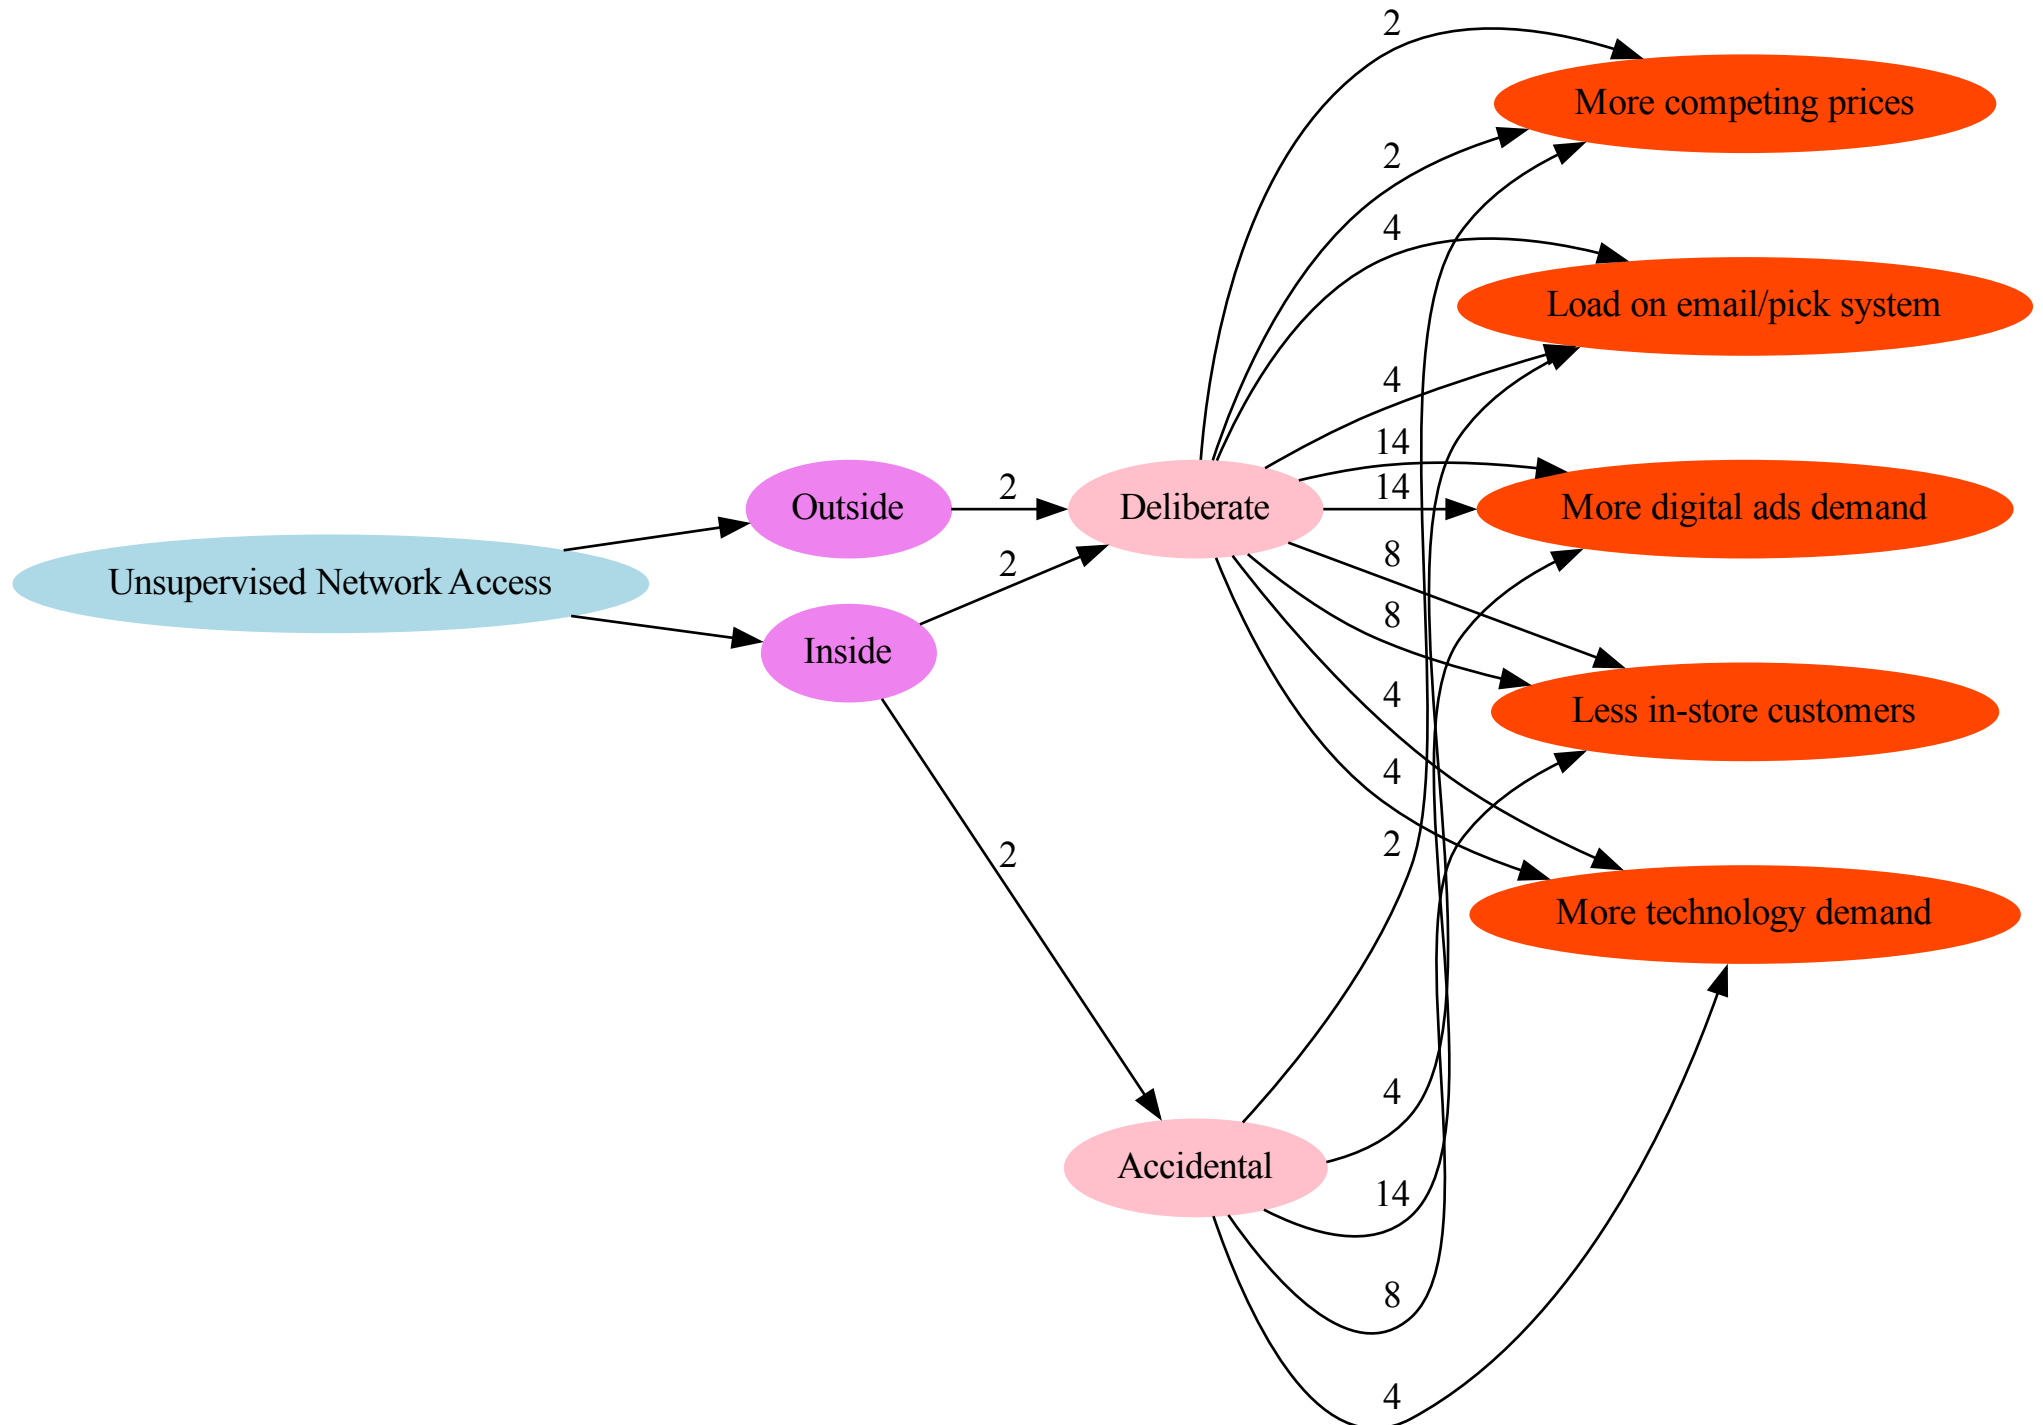 Unsupervised Network Access
Outside
Inside
2
2
2
Deliberate
Accidental
2
2
4
4
14
14
8
8
4
4
2
4
14
8
4
More competing prices
Load on email/pick system
More digital ads demand
Less in-store customers
More technology demand